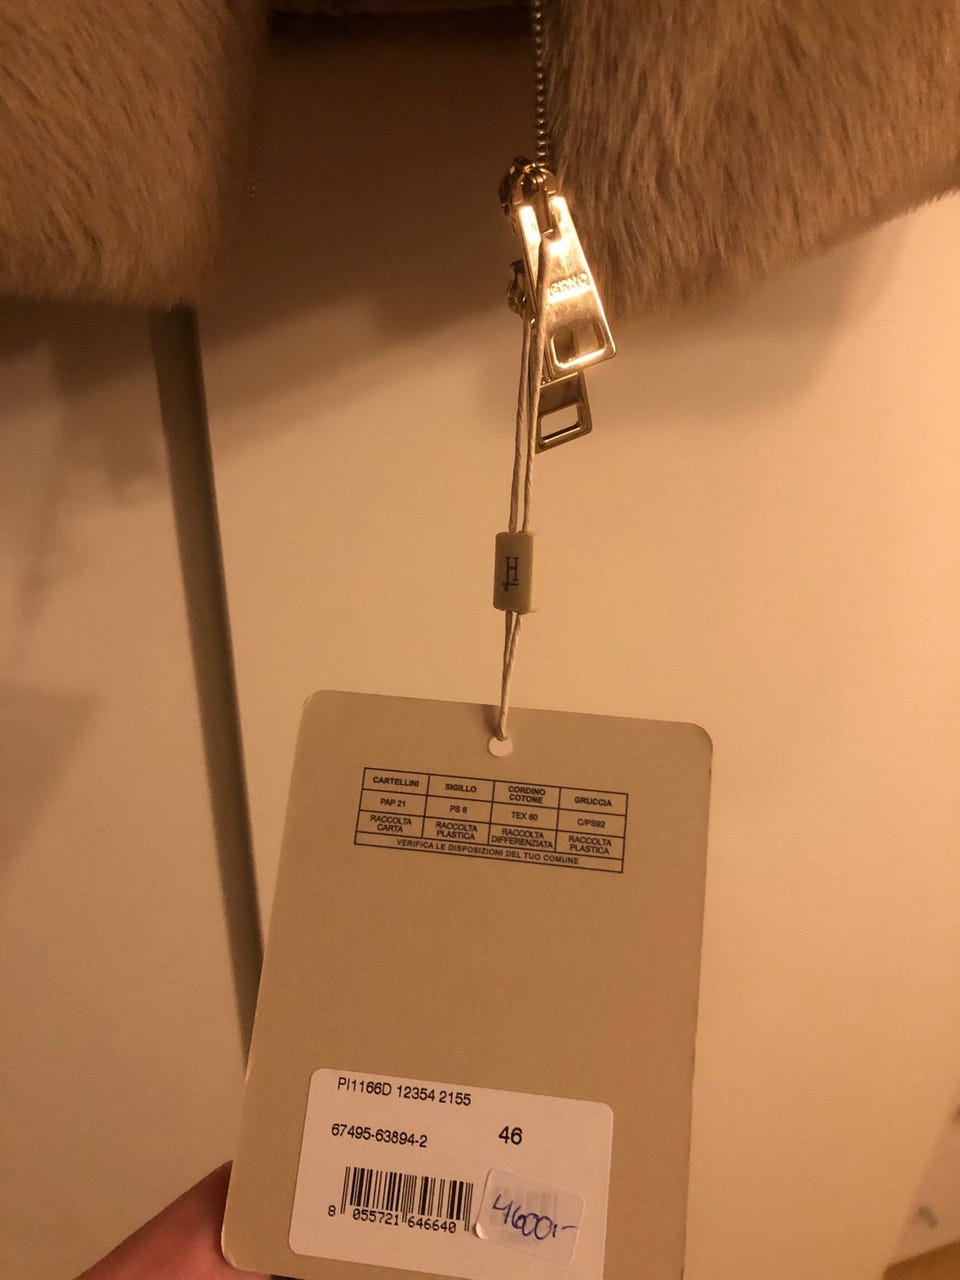 H
CARTELLINI SIGILLO CORDINO COTONE GRUCCIA
PAP 21 PS 6 TEX 60 C/PS92
RACCOLTA CARTA RACCOLTA PLASTICA RACCOLTA DIFFERENZIATA RACCOLTA PLASTICA
VERIFICA LE DISPOSIZIONI DEL TUO COMUNE
PI1166D 12354 2155
67495-63894-2 46
8 055721 646640
4600,-